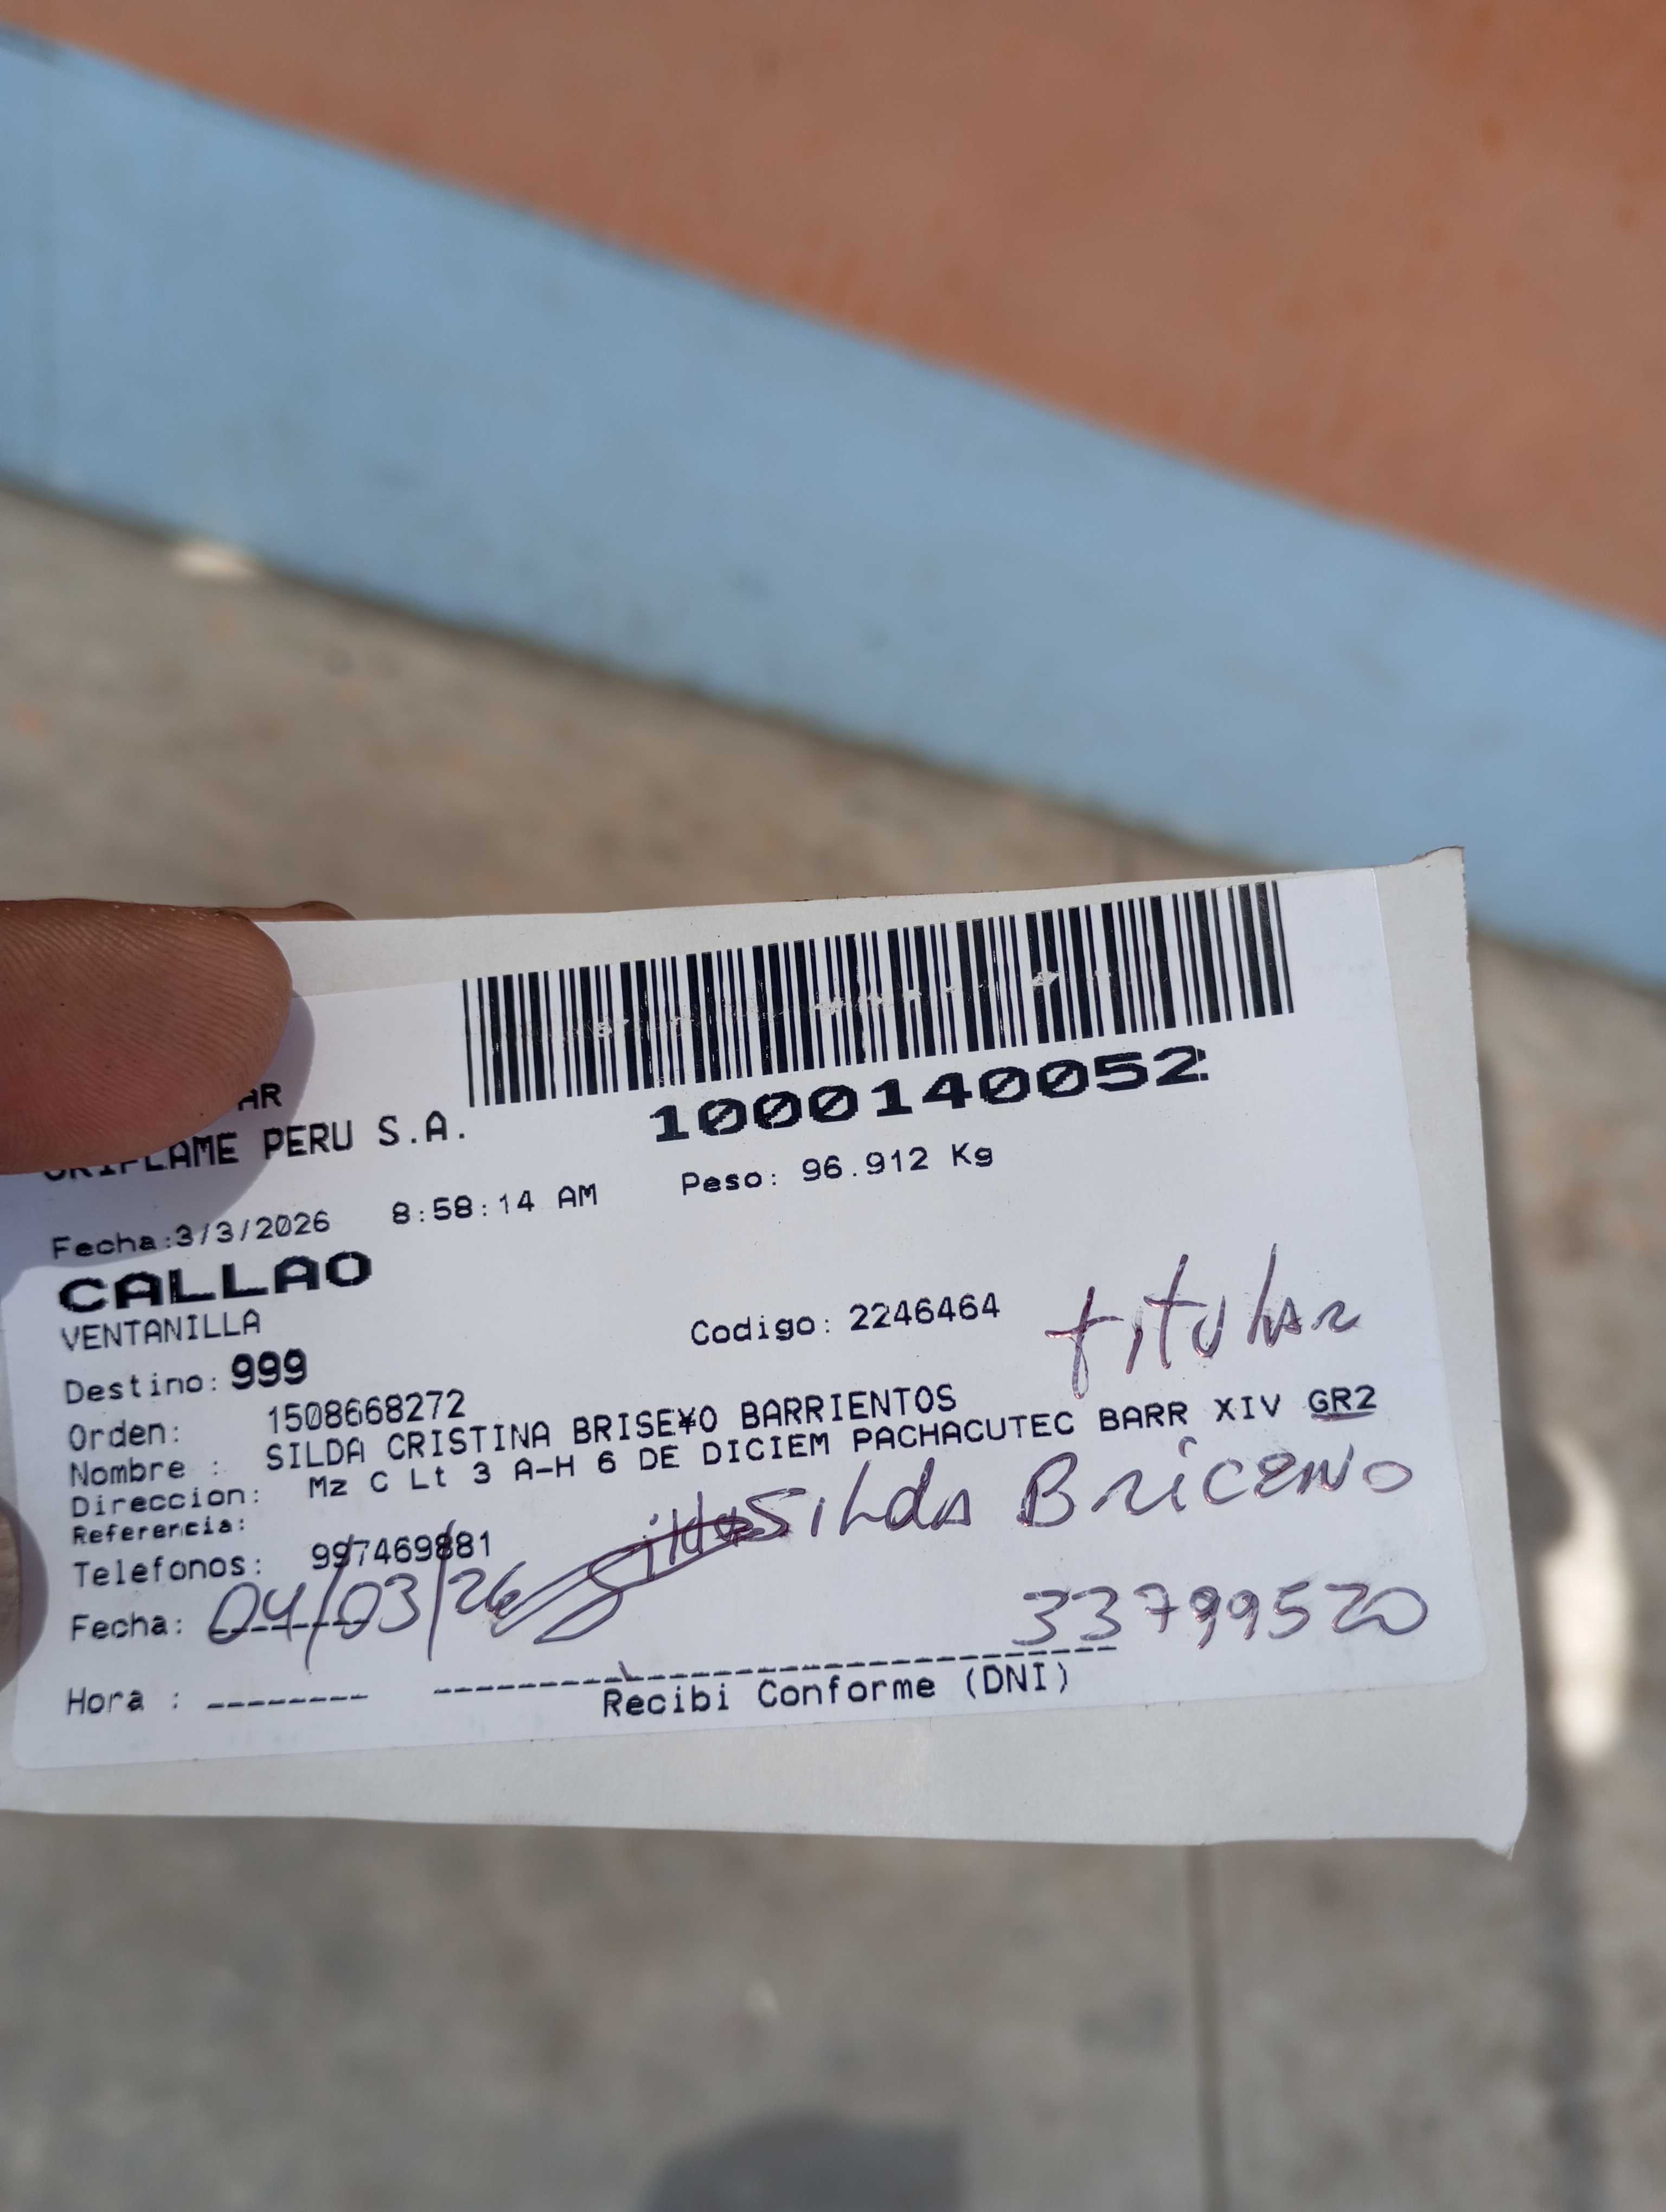 1000140052
AR
ORIFLAME PERU S.A.
Peso: 96.912 Kg
Fecha:3/3/2026 8:58:14 AM
CALLAO
VENTANILLA
Codigo: 2246464
titular
Destino: 999
Orden: 1508668272
Nombre : SILDA CRISTINA BRISE¥O BARRIENTOS
Direccion: Mz C Lt 3 A-H 6 DE DICIEM PACHACUTEC BARR XIV GR2
Referencia:
Silda Briceno
Telefonos: 997469881
Fecha: 04/03/26
33799520
Hora :
Recibi Conforme (DNI)